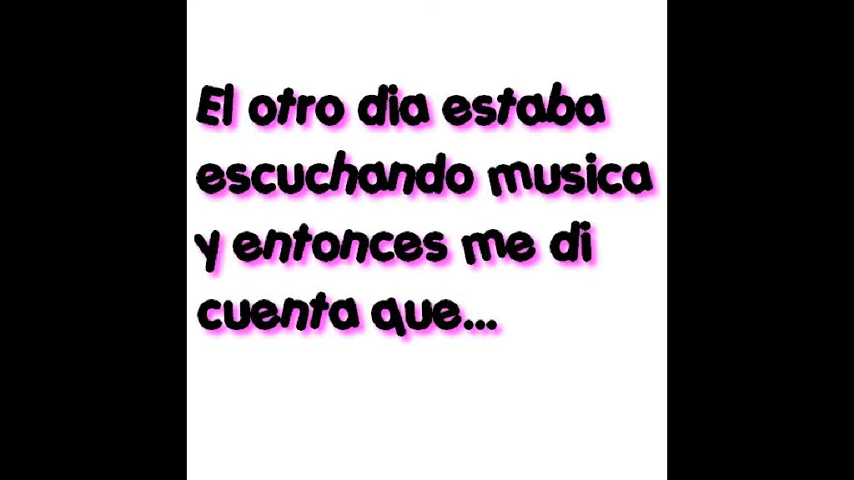 El otro dia estaba
escuchando musica
y entonces me di
cuenta que...